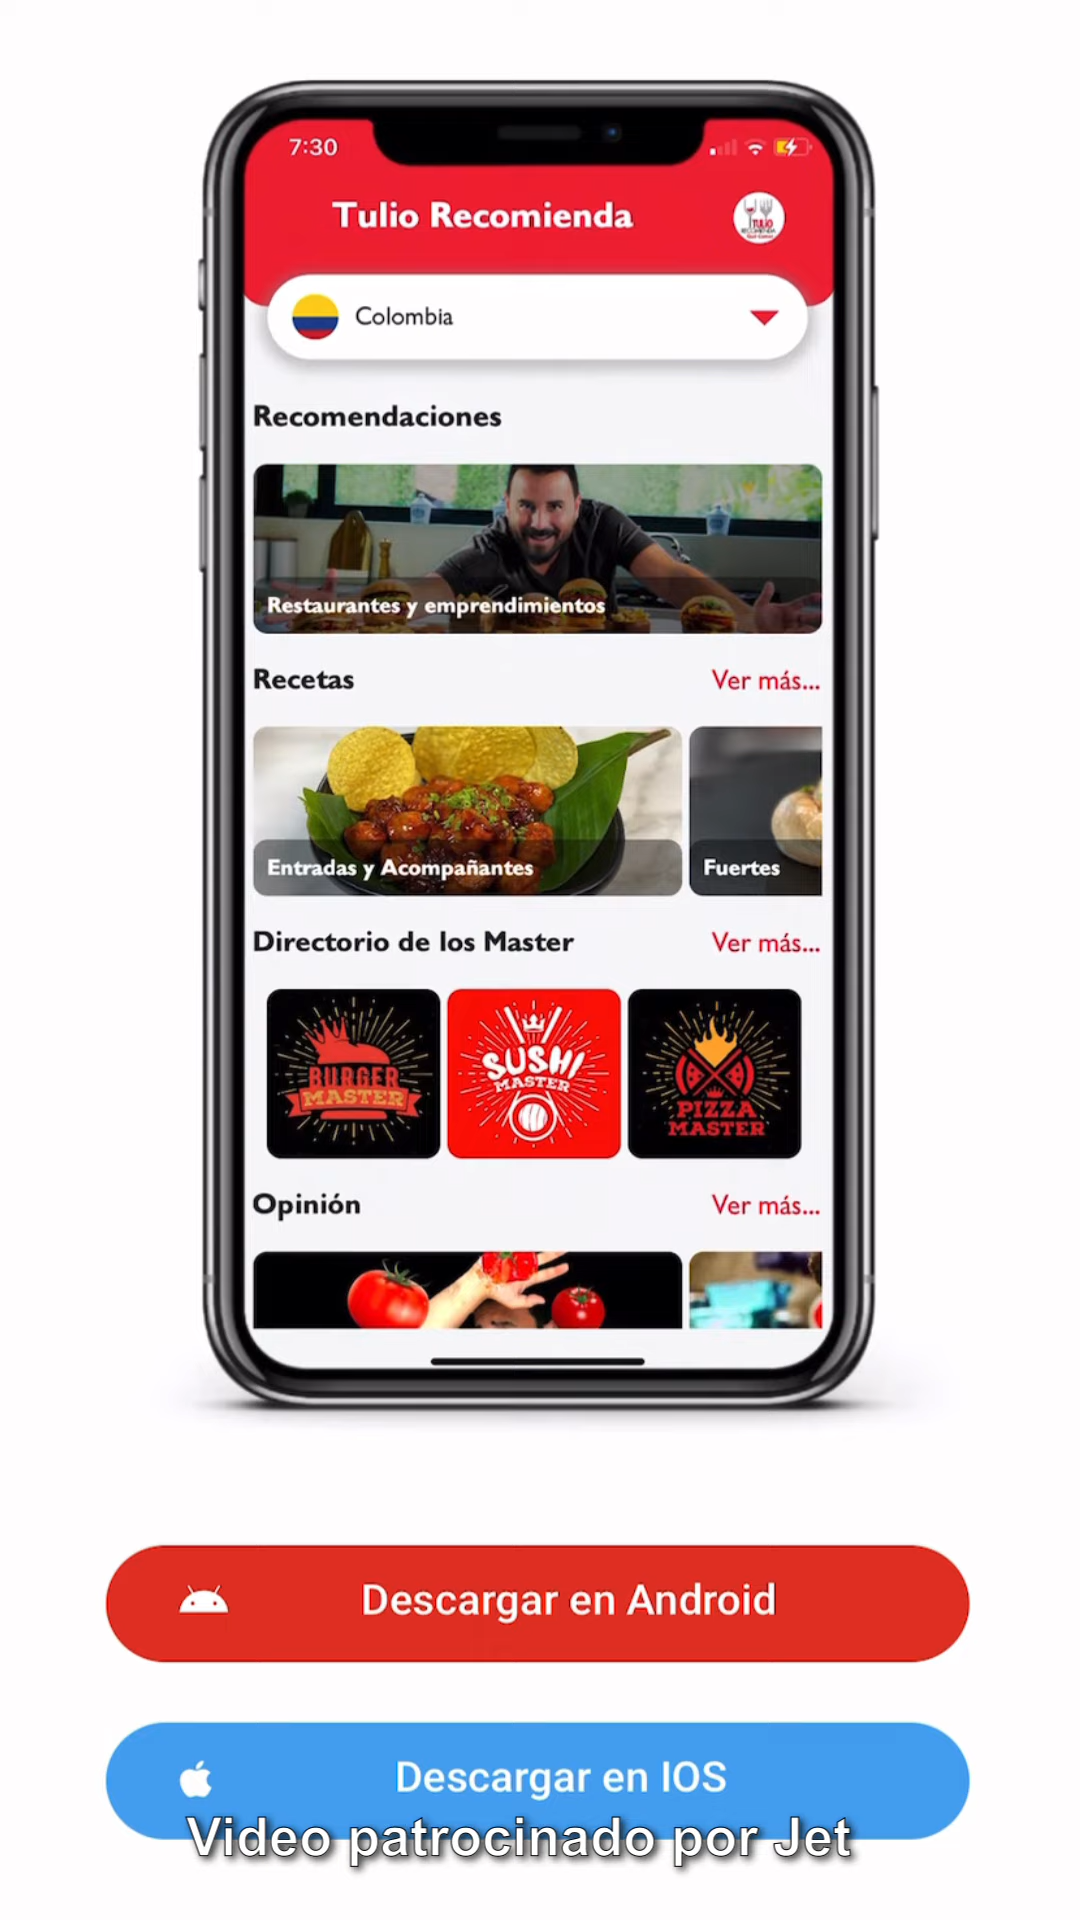 7:30
Tulio Recomienda
TULIO
RECOMIENDA
Colombia
Recomendaciones
Restaurantes y emprendimientos
Recetas
Ver más...
Entradas y Acompañantes
Fuertes
Directorio de los Master
Ver más...
BURGER
MASTER
SUSHI
MASTER
PIZZA
MASTER
Opinión
Ver más...
Descargar en Android
Descargar en IOS
Video patrocinado por Jet